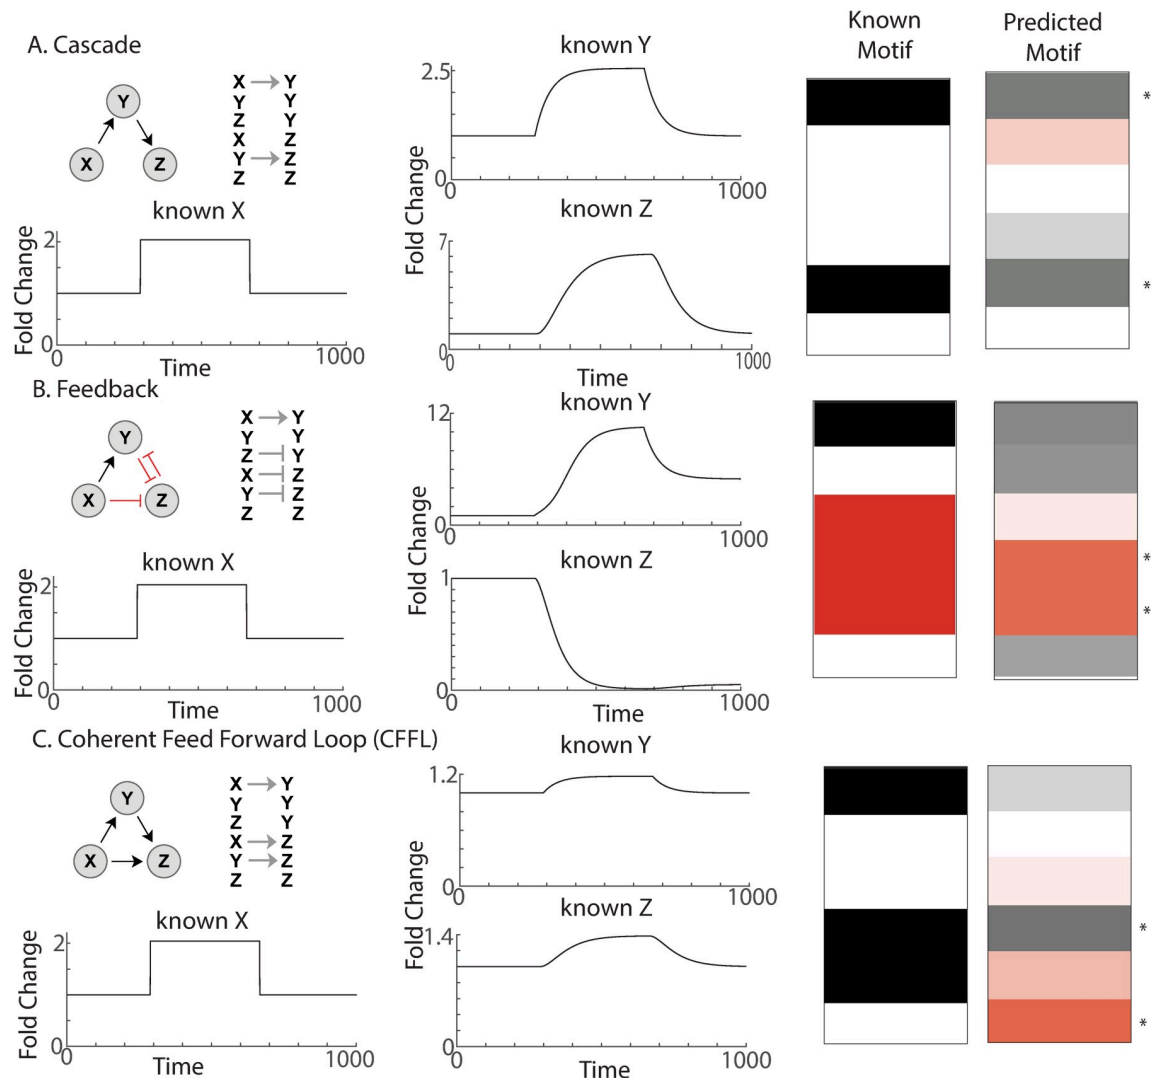 Known
Motif
Predicted
Motif
A. Cascade
known Y
X Y
Y Y
Z Y
X Z
Y Z
Z Z
Y
X Z
2.5
0
0 1000
Fold Change
*
*
known X
2
0
0 1000
Fold Change
Time
known Z
7
0
0 1000
Time
B. Feedback
known Y
X Y
Y Y
Z Y
X Z
Y Z
Z Z
Y
X Z
12
0
0 1000
Fold Change
*
*
known X
2
0
0 1000
Fold Change
Time
known Z
1
0
0 1000
Time
C. Coherent Feed Forward Loop (CFFL)
known Y
X Y
Y Y
Z Y
X Z
Y Z
Z Z
Y
X Z
1.2
0
0 1000
Fold Change
*
*
known X
2
0
0 1000
Fold Change
Time
known Z
1.4
0
0 1000
Time